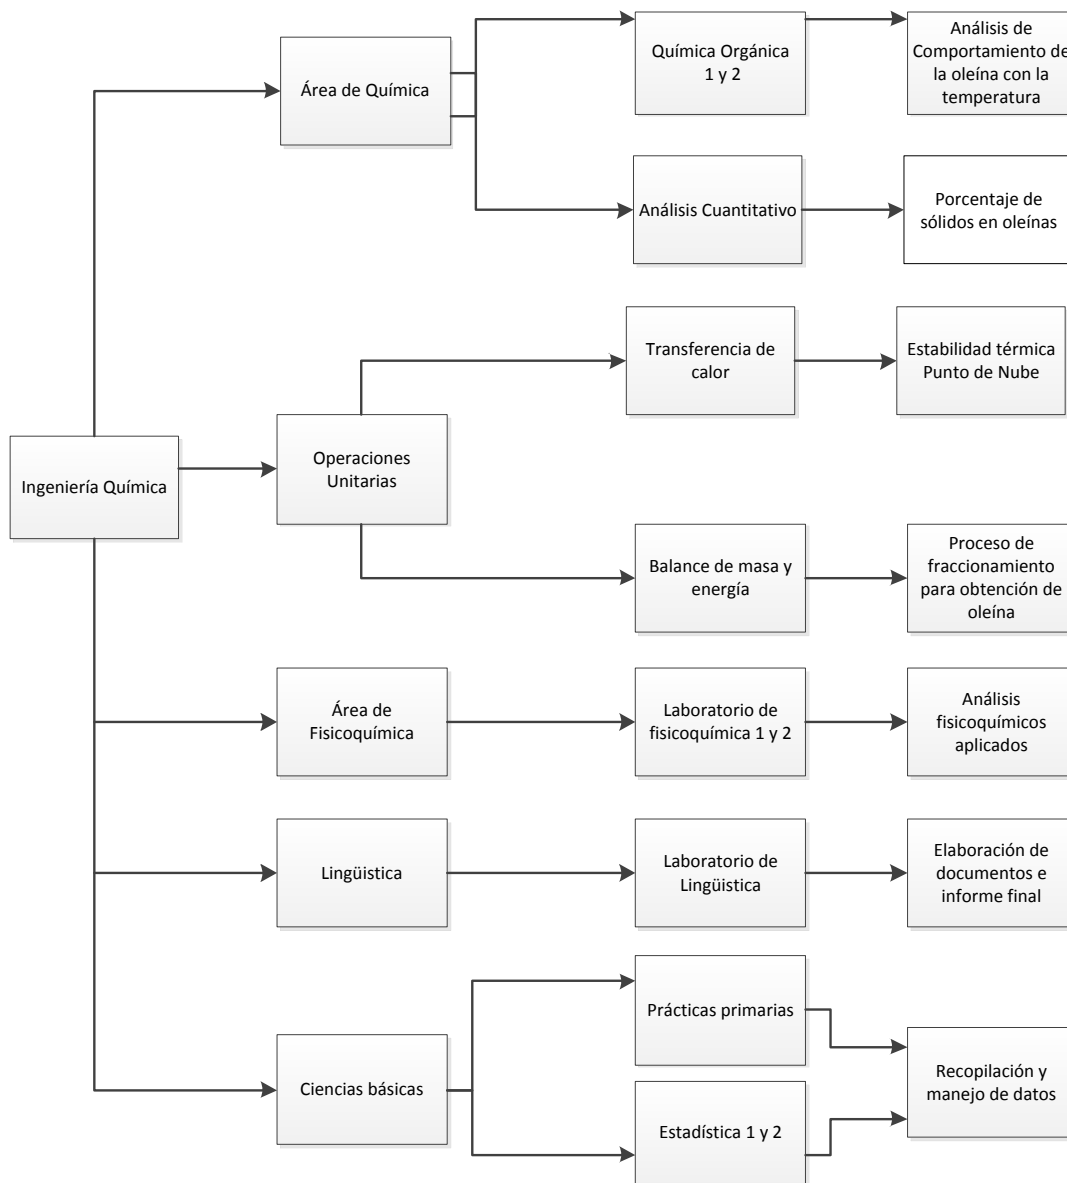 Ingeniería Química
Área de Química
Química Orgánica
1 y 2
Análisis de
Comportamiento de
la oleína con la
temperatura
Análisis Cuantitativo
Porcentaje de
sólidos en oleínas
Operaciones
Unitarias
Transferencia de
calor
Estabilidad térmica
Punto de Nube
Balance de masa y
energía
Proceso de
fraccionamiento
para obtención de
oleína
Área de
Fisicoquímica
Laboratorio de
fisicoquímica 1 y 2
Análisis
fisicoquímicos
aplicados
Lingüistica
Laboratorio de
Lingüistica
Elaboración de
documentos e
informe final
Ciencias básicas
Prácticas primarias
Estadística 1 y 2
Recopilación y
manejo de datos